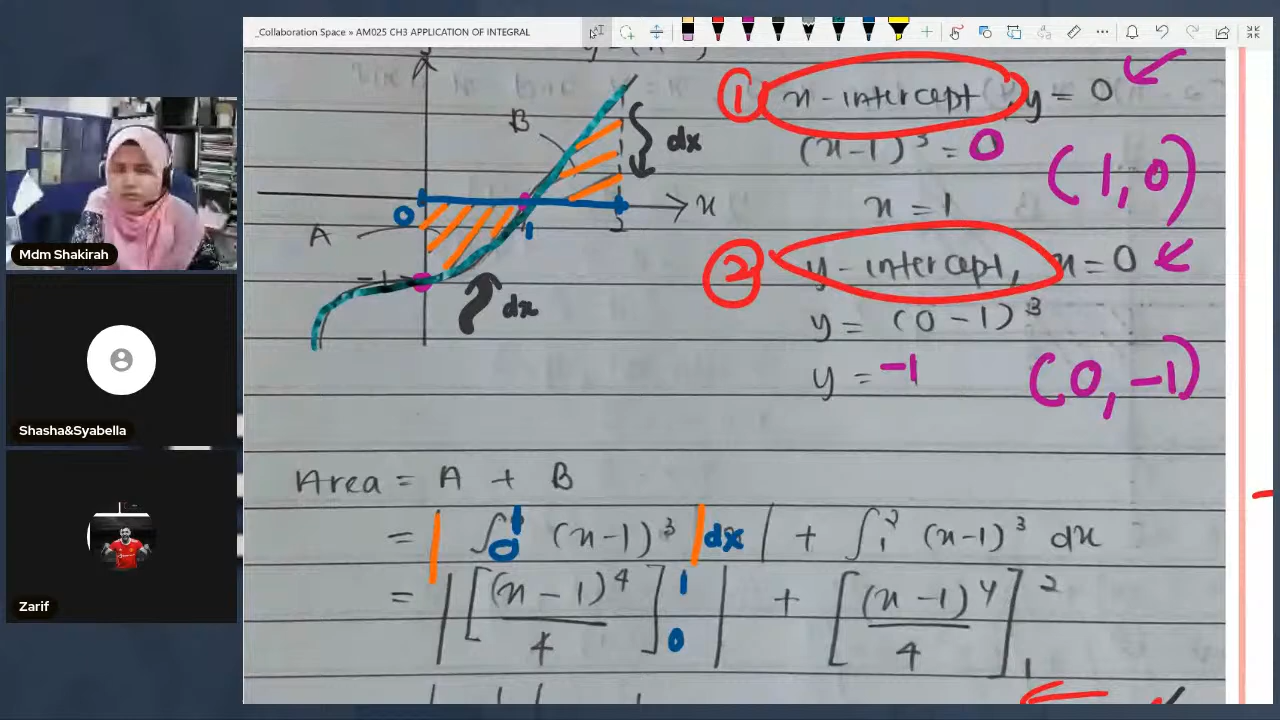 _Collaboration Space » AM025 CH3 APPLICATION OF INTEGRAL
① x-intercept, y = 0
(x-1)³ = 0
(1, 0)
x = 1
② y-intercept, x = 0
y = (0-1)³
y = -1
(0, -1)
B
dx
x
0
1
2
A
-1
dx
Area = A + B
= | ∫₀¹ (x-1)³ | dx | + ∫₁² (x-1)³ dx
= | [ (x-1)⁴ / 4 ]₀¹ | + [ (x-1)⁴ / 4 ]₁²
Mdm Shakirah
Shasha&Syabella
Zarif